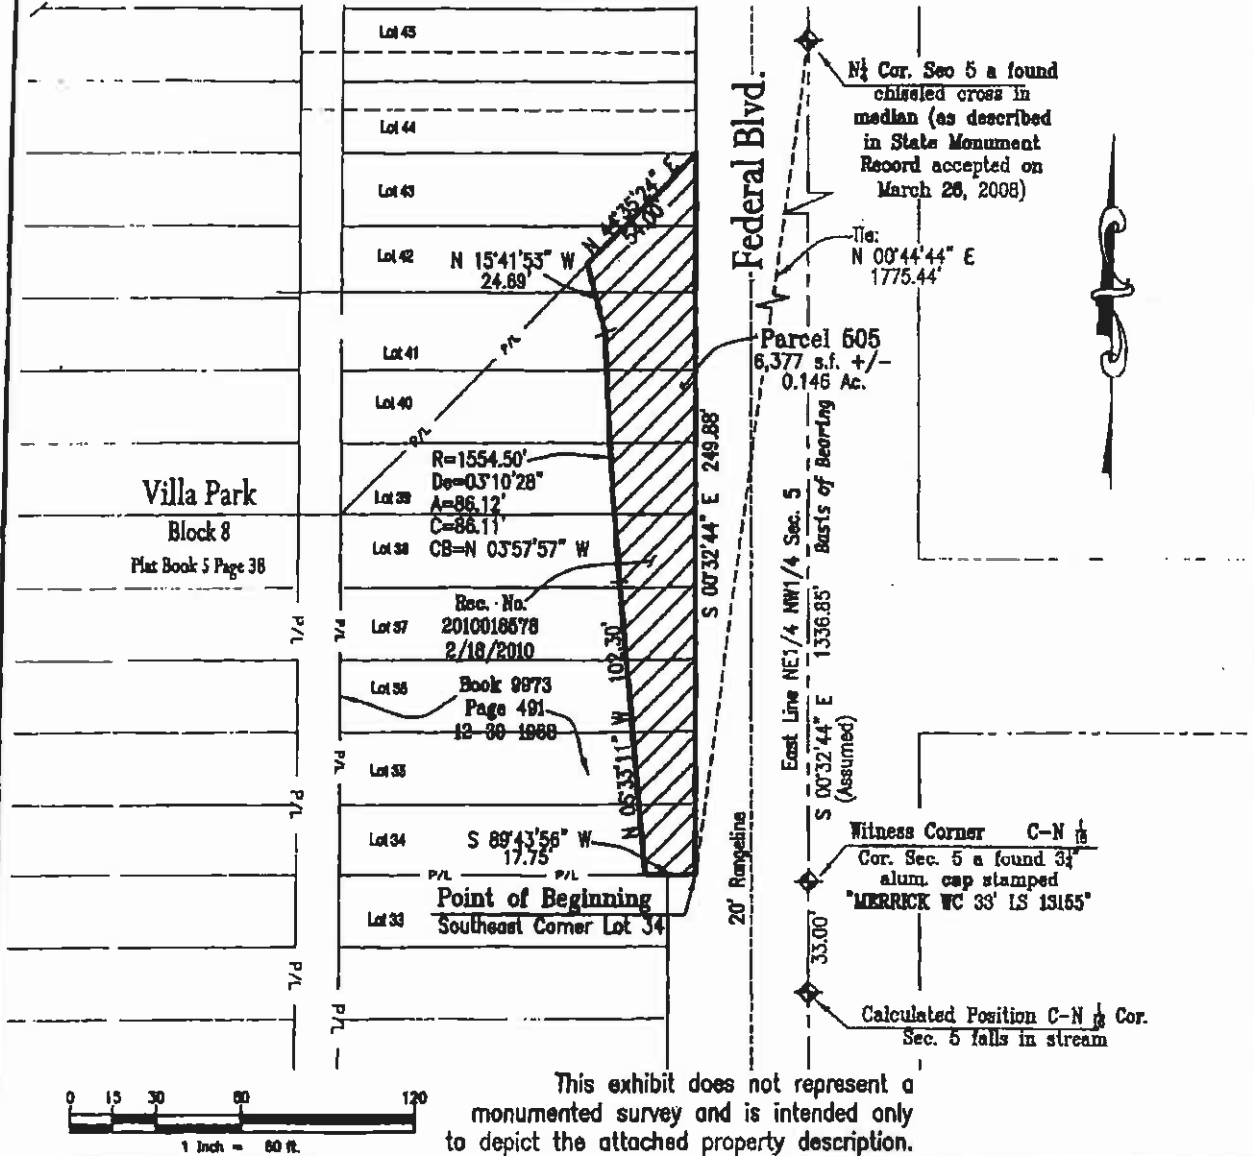 Lot 45
Lot 44
Lot 43
Lot 42
Lot 41
Lot 40
Lot 39
Lot 38
Lot 37
Lot 36
Lot 35
Lot 34
Lot 33
N 44°35'24" E
54.00'
N 15°41'53" W
24.89'
Federal Blvd.
N¼ Cor. Sec 5 a found
chiseled cross in
median (as described
in State Monument
Record accepted on
March 26, 2008)
Tie:
N 00°44'44" E
1775.44'
Parcel 505
6,377 s.f. +/-
0.146 Ac.
P/L
P/L
R=1554.50'
De=03°10'28"
A=86.12'
C=86.11'
CB=N 03°57'57" W
Villa Park
Block 8
Plat Book 5 Page 38
S 00°32'44" E 249.88'
East Line NE1/4 NW1/4 Sec. 5
Basis of Bearing
S 00°32'44" E 1336.85'
(Assumed)
Rec. No.
2010018578
2/18/2010
Book 9973
Page 491
12-30-1988
N 05°33'11" W 102.30'
P/L
P/L
P/L
P/L
P/L
P/L
S 89°43'56" W
17.75'
P/L P/L
Point of Beginning
Southeast Corner Lot 34
20' Rangeline
Witness Corner C-N 1/16
Cor. Sec. 5 a found 3¼"
alum. cap stamped
"MERRICK WC 33' LS 13155"
33.00'
Calculated Position C-N 1/16 Cor.
Sec. 5 falls in stream
0 15 30 60 120
1 Inch = 60 ft.
This exhibit does not represent a
monumented survey and is intended only
to depict the attached property description.